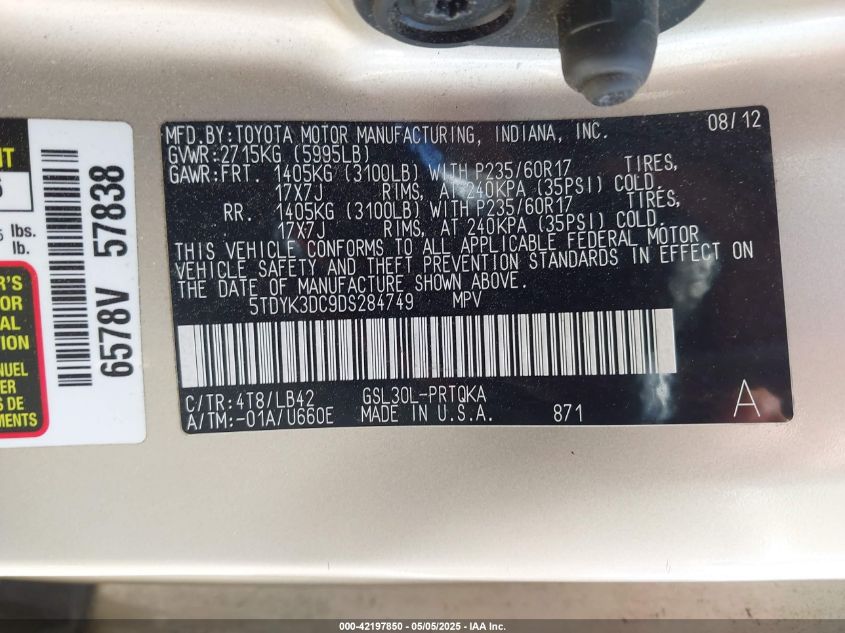 MFD.BY:TOYOTA MOTOR MANUFACTURING, INDIANA, INC. 08/12
GVWR:2715KG (5995LB)
GAWR:FRT. 1405KG (3100LB) WITH P235/60R17 TIRES,
17X7J RIMS, AT 240KPA (35PSI) COLD.
RR. 1405KG (3100LB) WITH P235/60R17 TIRES,
17X7J RIMS, AT 240KPA (35PSI) COLD.
THIS VEHICLE CONFORMS TO ALL APPLICABLE FEDERAL MOTOR
VEHICLE SAFETY AND THEFT PREVENTION STANDARDS IN EFFECT ON
THE DATE OF MANUFACTURE SHOWN ABOVE.
5TDYK3DC9DS284749 MPV
C/TR:4T8/LB42 GSL30L-PRTQKA
A/TM:-01A/U660E MADE IN U.S.A. 871 A
lbs.
lb.
6578V 57838
000-42197850 - 05/05/2025 - IAA Inc.